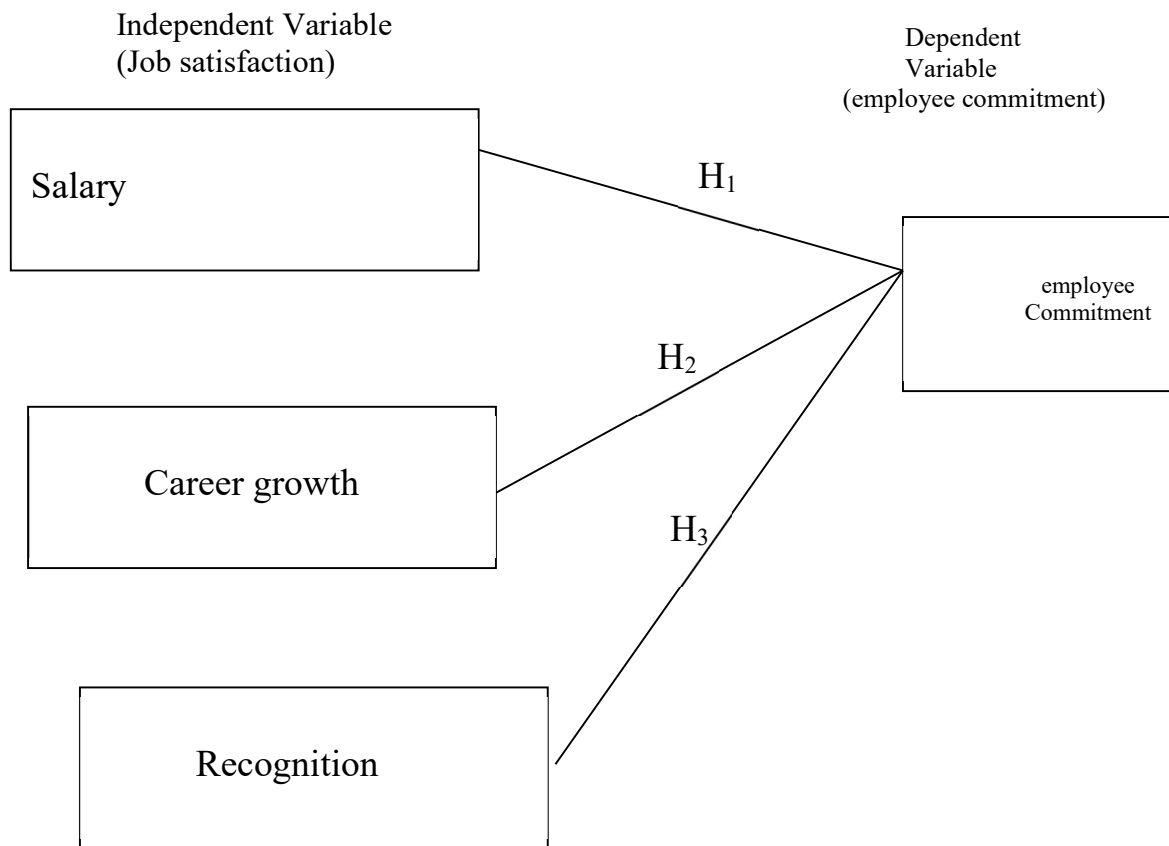 Independent Variable
(Job satisfaction)
Dependent
Variable
(employee commitment)
Salary
H₁
employee
Commitment
H₂
Career growth
H₃
Recognition